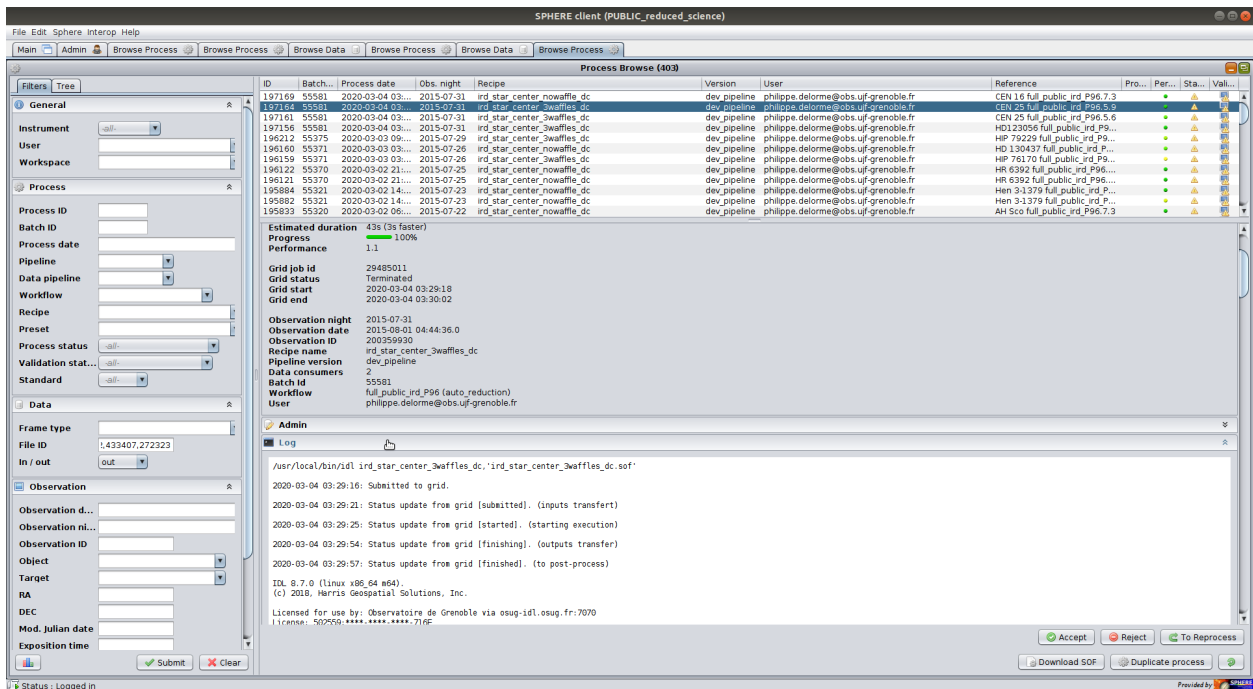 SPHERE client (PUBLIC_reduced_science)
File Edit Sphere Interop Help
Main Admin Browse Process Browse Process Browse Data Browse Process Browse Data Browse Process
Process Browse (403)
Filters Tree
General
Instrument -all-
User
Workspace
Process
Process ID
Batch ID
Process date
Pipeline
Data pipeline
Workflow
Recipe
Preset
Process status -all-
Validation stat... -all-
Standard -all-
Data
Frame type
File ID !,433407,272323
In / out out
Observation
Observation d...
Observation ni...
Observation ID
Object
Target
RA
DEC
Mod. Julian date
Exposition time
Submit Clear
ID Batch... Process date Obs. night Recipe Version User Reference Pro... Per... Sta... Vali...
197169 55581 2020-03-04 03:... 2015-07-31 ird_star_center_nowaffle_dc dev_pipeline philippe.delorme@obs.ujf-grenoble.fr CEN 16 full_public_ird_P96.7.3
197164 55581 2020-03-04 03:... 2015-07-31 ird_star_center_3waffles_dc dev_pipeline philippe.delorme@obs.ujf-grenoble.fr CEN 25 full_public_ird_P96.5.9
197161 55581 2020-03-04 03:... 2015-07-31 ird_star_center_nowaffle_dc dev_pipeline philippe.delorme@obs.ujf-grenoble.fr CEN 25 full_public_ird_P96.5.6
197156 55581 2020-03-04 03:... 2015-07-31 ird_star_center_3waffles_dc dev_pipeline philippe.delorme@obs.ujf-grenoble.fr HD123056 full_public_ird_P9...
196212 55375 2020-03-03 09:... 2015-07-29 ird_star_center_nowaffle_dc dev_pipeline philippe.delorme@obs.ujf-grenoble.fr HIP 79229 full_public_ird_P9...
196160 55371 2020-03-03 03:... 2015-07-26 ird_star_center_nowaffle_dc dev_pipeline philippe.delorme@obs.ujf-grenoble.fr HD 130437 full_public_ird_P...
196159 55371 2020-03-03 03:... 2015-07-26 ird_star_center_3waffles_dc dev_pipeline philippe.delorme@obs.ujf-grenoble.fr HIP 76170 full_public_ird_P9...
196122 55370 2020-03-02 21:... 2015-07-25 ird_star_center_nowaffle_dc dev_pipeline philippe.delorme@obs.ujf-grenoble.fr HR 6392 full_public_ird_P96....
196121 55370 2020-03-02 21:... 2015-07-25 ird_star_center_nowaffle_dc dev_pipeline philippe.delorme@obs.ujf-grenoble.fr HR 6392 full_public_ird_P96....
195884 55321 2020-03-02 14:... 2015-07-23 ird_star_center_nowaffle_dc dev_pipeline philippe.delorme@obs.ujf-grenoble.fr Hen 3-1379 full_public_ird_P...
195882 55321 2020-03-02 14:... 2015-07-23 ird_star_center_nowaffle_dc dev_pipeline philippe.delorme@obs.ujf-grenoble.fr Hen 3-1379 full_public_ird_P...
195833 55320 2020-03-02 06:... 2015-07-22 ird_star_center_nowaffle_dc dev_pipeline philippe.delorme@obs.ujf-grenoble.fr AH Sco full_public_ird_P96.7.3
Estimated duration 43s (3s faster)
Progress 100%
Performance 1.1
Grid job id 29485011
Grid status Terminated
Grid start 2020-03-04 03:29:18
Grid end 2020-03-04 03:30:02
Observation night 2015-07-31
Observation date 2015-08-01 04:44:36.0
Observation ID 200359930
Recipe name ird_star_center_3waffles_dc
Pipeline version dev_pipeline
Data consumers 2
Batch Id 55581
Workflow full_public_ird_P96 (auto_reduction)
User philippe.delorme@obs.ujf-grenoble.fr
Admin
Log
/usr/local/bin/idl ird_star_center_3waffles_dc,'ird_star_center_3waffles_dc.sof'
2020-03-04 03:29:16: Submitted to grid.
2020-03-04 03:29:21: Status update from grid [submitted]. (inputs transfert)
2020-03-04 03:29:25: Status update from grid [started]. (starting execution)
2020-03-04 03:29:54: Status update from grid [finishing]. (outputs transfer)
2020-03-04 03:29:57: Status update from grid [finished]. (to post-process)
IDL 8.7.0 (linux x86_64 m64).
(c) 2018, Harris Geospatial Solutions, Inc.
Licensed for use by: Observatoire de Grenoble via osug-idl.osug.fr:7070
License: 502559:****-****-****-716F
Accept Reject To Reprocess
Download SOF Duplicate process
Status : Logged in
Provided by SPHERE